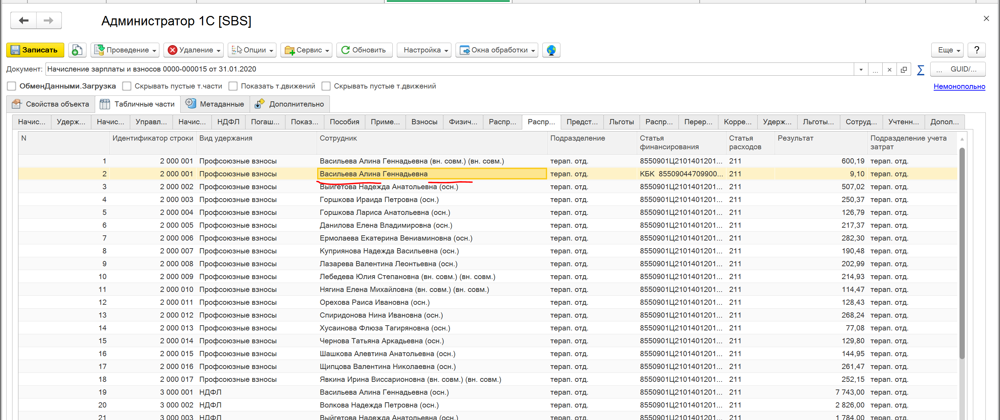 Администратор 1С [SBS]
Записать Проведение Удаление Опции Сервис Обновить Настройка Окна обработки Еще ?
Документ: Начисление зарплаты и взносов 0000-000015 от 31.01.2020 ... GUID/...
ОбменДанными.Загрузка Скрывать пустые т.части Показать т.движений Скрывать пустые т.движений Немонопольно
Свойства объекта Табличные части Метаданные Дополнительно
Начис... Удерж... Начис... Управл... Начис... НДФЛ Погаш... Показ... Пособия Приме... Взносы Физич... Распр... Распр... Предст... Льготы Распр... Перер... Корре... Удерж... Льготы... Сотруд... Учтенн... Допол...
N Идентификатор строки Вид удержания Сотрудник Подразделение Статья финансирования Статья расходов Результат Подразделение учета затрат
1 2 000 001 Профсоюзные взносы Васильева Алина Геннадьевна (вн. совм.) (вн. совм.) терап. отд. 8550901Ц2101401201... 211 600,19 терап. отд.
2 2 000 001 Профсоюзные взносы Васильева Алина Геннадьевна терап. отд. КБК 85509044709900... 211 9,10 терап. отд.
3 2 000 002 Профсоюзные взносы Выйгетова Надежда Анатольевна (осн.) терап. отд. 8550901Ц2101401201... 211 507,02 терап. отд.
4 2 000 003 Профсоюзные взносы Горшкова Ираида Петровна (осн.) терап. отд. 8550901Ц2101401201... 211 250,37 терап. отд.
5 2 000 004 Профсоюзные взносы Горшкова Лариса Анатольевна (осн.) терап. отд. 8550901Ц2101401201... 211 126,79 терап. отд.
6 2 000 005 Профсоюзные взносы Данилова Елена Владимировна (осн.) терап. отд. 8550901Ц2101401201... 211 217,37 терап. отд.
7 2 000 006 Профсоюзные взносы Ермолаева Екатерина Вениаминовна (осн.) терап. отд. 8550901Ц2101401201... 211 282,30 терап. отд.
8 2 000 007 Профсоюзные взносы Куприянова Надежда Васильевна (осн.) терап. отд. 8550901Ц2101401201... 211 190,48 терап. отд.
9 2 000 008 Профсоюзные взносы Лазарева Валентина Леонтьевна (осн.) терап. отд. 8550901Ц2101401201... 211 202,99 терап. отд.
10 2 000 009 Профсоюзные взносы Лебедева Юлия Степановна (вн. совм.) (вн. совм.) терап. отд. 8550901Ц2101401201... 211 214,93 терап. отд.
11 2 000 010 Профсоюзные взносы Нягина Елена Михайловна (вн. совм.) (вн. совм.) терап. отд. 8550901Ц2101401201... 211 114,47 терап. отд.
12 2 000 011 Профсоюзные взносы Орехова Раиса Ивановна (осн.) терап. отд. 8550901Ц2101401201... 211 128,43 терап. отд.
13 2 000 012 Профсоюзные взносы Спиридонова Нина Ивановна (осн.) терап. отд. 8550901Ц2101401201... 211 268,24 терап. отд.
14 2 000 013 Профсоюзные взносы Хусаинова Флюза Тагиряновна (осн.) терап. отд. 8550901Ц2101401201... 211 77,08 терап. отд.
15 2 000 014 Профсоюзные взносы Чернова Татьяна Аркадьевна (осн.) терап. отд. 8550901Ц2101401201... 211 129,80 терап. отд.
16 2 000 015 Профсоюзные взносы Шашкова Алевтина Анатольевна (осн.) терап. отд. 8550901Ц2101401201... 211 144,95 терап. отд.
17 2 000 016 Профсоюзные взносы Щипцова Валентина Николаевна (осн.) терап. отд. 8550901Ц2101401201... 211 261,47 терап. отд.
18 2 000 017 Профсоюзные взносы Явкина Ирина Виссарионовна (вн. совм.) (вн. совм.) терап. отд. 8550901Ц2101401201... 211 252,15 терап. отд.
19 3 000 001 НДФЛ Васильева Алина Геннадьевна (осн.) терап. отд. 8550901Ц2101401201... 211 7 743,00 терап. отд.
20 3 000 002 НДФЛ Волкова Надежда Петровна (осн.) терап. отд. 8550901Ц2101401201... 211 2 826,00 терап. отд.
21 3 000 003 НДФЛ Выйгетова Надежда Анатольевна (осн.) терап. отд. 8550901Ц2101401201... 211 1 784,00 терап. отд.